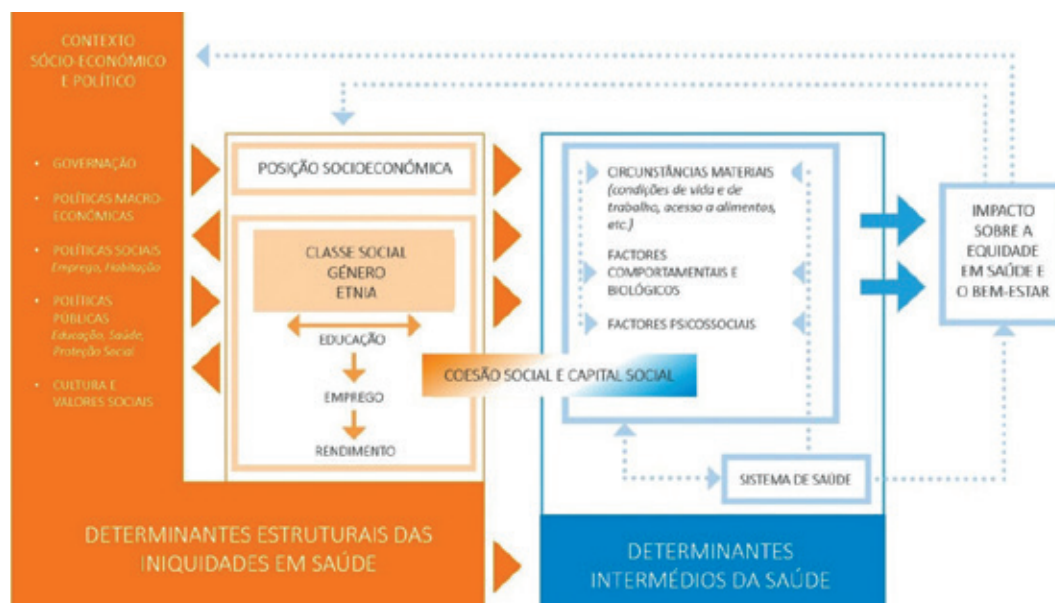 CONTEXTO
SÓCIO-ECONÓMICO
E POLÍTICO
• GOVERNAÇÃO
• POLÍTICAS MACRO-
ECONÓMICAS
• POLÍTICAS SOCIAIS
Emprego, Habitação
• POLÍTICAS
PÚBLICAS
Educação, Saúde,
Proteção Social
• CULTURA E
VALORES SOCIAIS
POSIÇÃO SOCIOECONÓMICA
CLASSE SOCIAL
GÉNERO
ETNIA
EDUCAÇÃO
EMPREGO
RENDIMENTO
COESÃO SOCIAL E CAPITAL SOCIAL
CIRCUNSTÂNCIAS MATERIAIS
(condições de vida e de
trabalho, acesso a alimentos,
etc.)
FACTORES
COMPORTAMENTAIS E
BIOLÓGICOS
FACTORES PSICOSSOCIAIS
SISTEMA DE SAÚDE
IMPACTO
SOBRE A
EQUIDADE
EM SAÚDE E
O BEM-ESTAR
DETERMINANTES ESTRUTURAIS DAS
INIQUIDADES EM SAÚDE
DETERMINANTES
INTERMÉDIOS DA SAÚDE